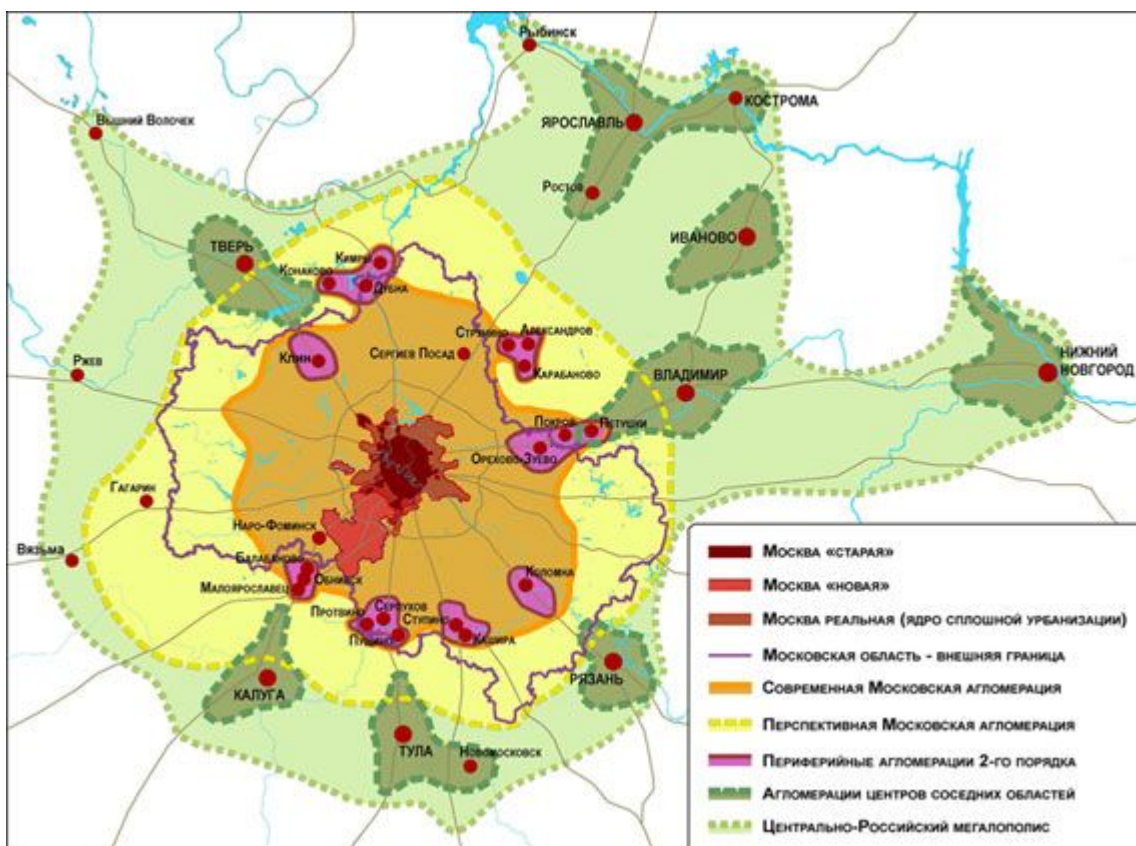 Рыбинск
Кострома
Вышний Волочек
Ярославль
Ростов
Иваново
Тверь
Кимры
Конаково
Дубна
Струнино
Александров
Сергиев Посад
Клин
Карабаново
Ржев
Владимир
Нижний
Новгород
Покров
Петушки
Орехово-Зуево
Гагарин
Наро-Фоминск
Вязьма
Балабаново
Обнинск
Малоярославец
Коломна
Протвино
Серпухов
Ступино
Пущино
Кашира
Калуга
Рязань
Тула
Новомосковск
Москва «старая»
Москва «новая»
Москва реальная (ядро сплошной урбанизации)
Московская область - внешняя граница
Современная Московская агломерация
Перспективная Московская агломерация
Периферийные агломерации 2-го порядка
Агломерации центров соседних областей
Центрально-Российский мегалополис